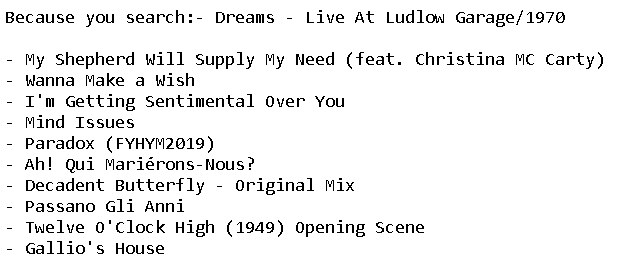 Because you search:- Dreams - Live At Ludlow Garage/1970
- My Shepherd Will Supply My Need (feat. Christina MC Carty)
- Wanna Make a Wish
- I'm Getting Sentimental Over You
- Mind Issues
- Paradox (FYHYM2019)
- Ah! Qui Mariérons-Nous?
- Decadent Butterfly - Original Mix
- Passano Gli Anni
- Twelve O'Clock High (1949) Opening Scene
- Gallio's House